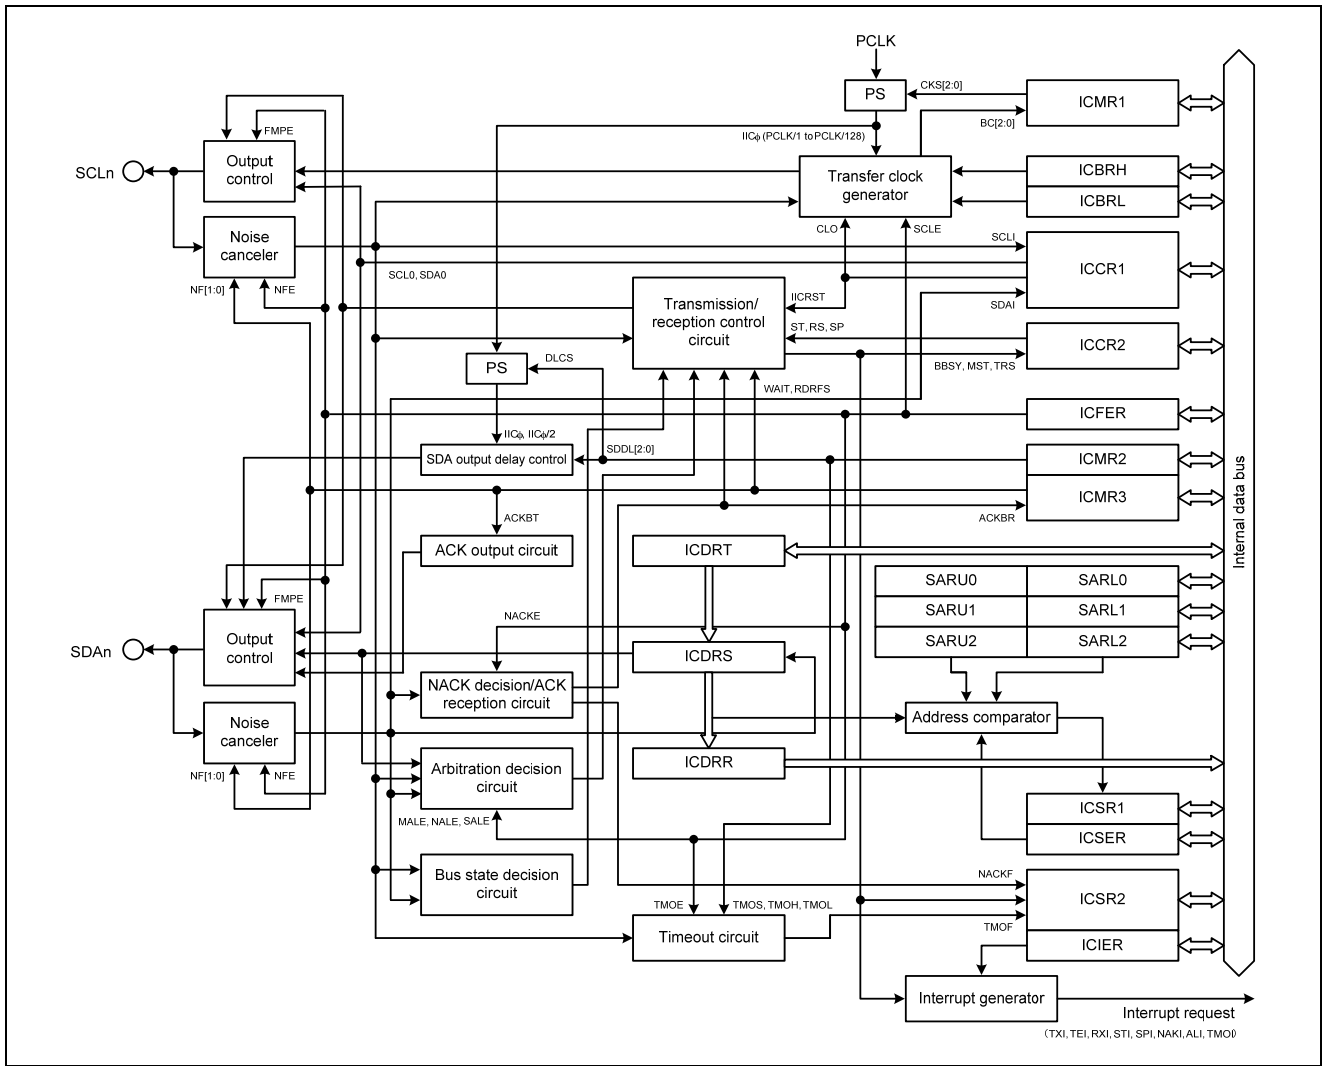 PCLK
PS
CKS[2:0]
ICMR1
BC[2:0]
IICφ (PCLK/1 to PCLK/128)
FMPE
SCLn
Output
control
Transfer clock
generator
ICBRH
ICBRL
Noise
canceler
CLO
SCLE
SCLI
ICCR1
SCL0, SDA0
NF[1:0]
NFE
IICRST
SDAI
Transmission/
reception control
circuit
ST, RS, SP
ICCR2
BBSY, MST, TRS
PS
DLCS
WAIT, RDRFS
ICFER
IICφ, IICφ/2
SDA output delay control
SDDL[2:0]
ICMR2
ICMR3
ACKBR
Internal data bus
ACKBT
ACK output circuit
ICDRT
SARU0
SARL0
SARU1
SARL1
SARU2
SARL2
FMPE
NACKE
SDAn
Output
control
ICDRS
NACK decision/ACK
reception circuit
Address comparator
Noise
canceler
NF[1:0]
NFE
Arbitration decision
circuit
ICDRR
MALE, NALE, SALE
ICSR1
ICSER
Bus state decision
circuit
NACKF
ICSR2
TMOE
TMOS, TMOH, TMOL
TMOF
Timeout circuit
ICIER
Interrupt generator
Interrupt request
(TXI, TEI, RXI, STI, SPI, NAKI, ALI, TMOI)